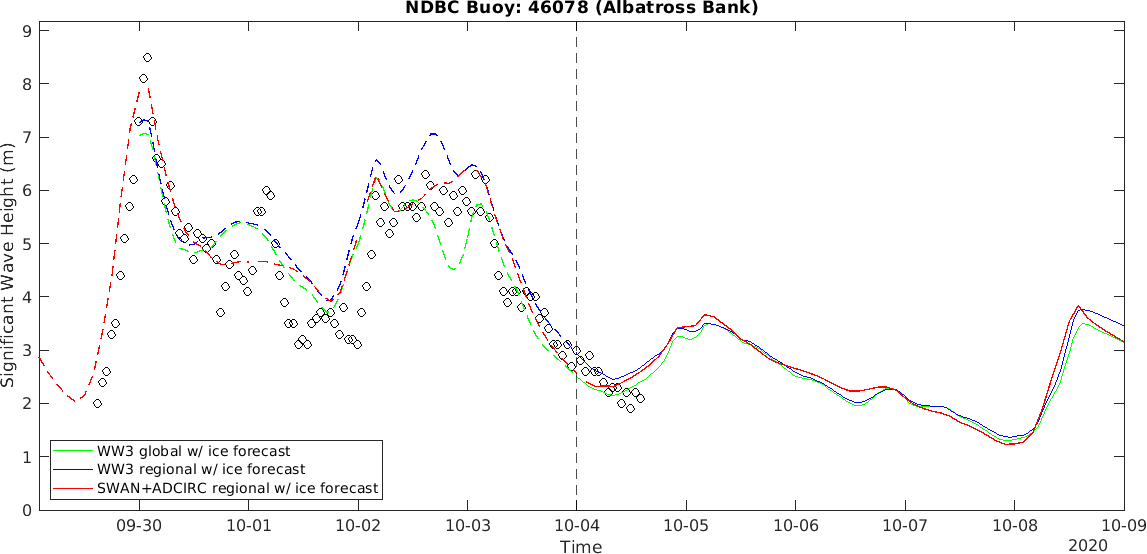 NDBC Buoy: 46078 (Albatross Bank)
9
8
7
6
5
4
3
2
1
0
Significant Wave Height (m)
WW3 global w/ ice forecast
WW3 regional w/ ice forecast
SWAN+ADCIRC regional w/ ice forecast
09-30 10-01 10-02 10-03 10-04 10-05 10-06 10-07 10-08 10-09
Time
2020